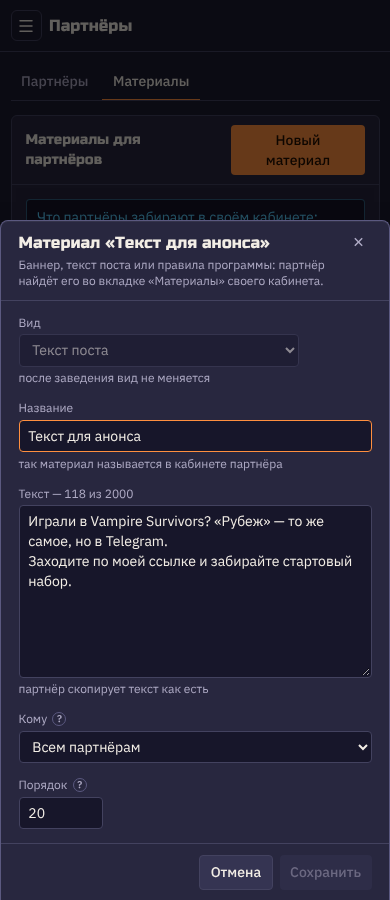 ☰ Партнёры
Партнёры Материалы
Материалы для
партнёров
Новый
материал
Что партнёры забирают в своём кабинете:
Материал «Текст для анонса» ×
Баннер, текст поста или правила программы: партнёр
найдёт его во вкладке «Материалы» своего кабинета.
Вид
Текст поста
после заведения вид не меняется
Название
Текст для анонса
так материал называется в кабинете партнёра
Текст — 118 из 2000
Играли в Vampire Survivors? «Рубеж» — то же
самое, но в Telegram.
Заходите по моей ссылке и забирайте стартовый
набор.
партнёр скопирует текст как есть
Кому ?
Всем партнёрам
Порядок ?
20
Отмена Сохранить